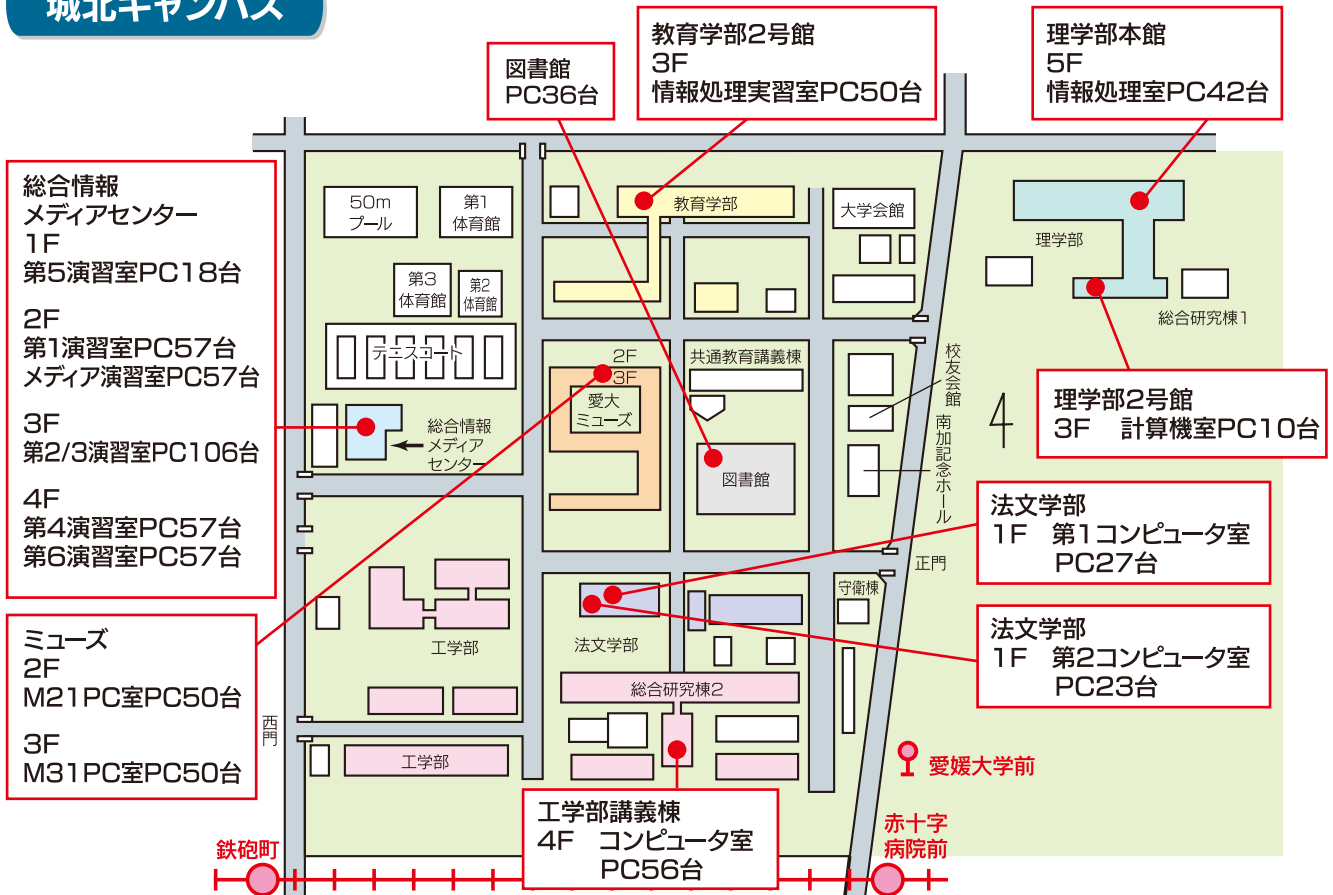 城北キャンパス
図書館
PC36台
教育学部2号館
3F
情報処理実習室PC50台
理学部本館
5F
情報処理室PC42台
総合情報
メディアセンター
1F
第5演習室PC18台
2F
第1演習室PC57台
メディア演習室PC57台
3F
第2/3演習室PC106台
4F
第4演習室PC57台
第6演習室PC57台
ミューズ
2F
M21PC室PC50台
3F
M31PC室PC50台
50m
プール
第1
体育館
第3
体育館
第2
体育館
テニスコート
総合情報
メディア
センター
教育学部
大学会館
理学部
総合研究棟1
2F
3F
愛大
ミューズ
共通教育講義棟
図書館
校友会館
南加記念ホール
4
理学部2号館
3F 計算機室PC10台
法文学部
1F 第1コンピュータ室
PC27台
法文学部
1F 第2コンピュータ室
PC23台
正門
守衛棟
工学部
法文学部
総合研究棟2
西門
工学部
工学部講義棟
4F コンピュータ室
PC56台
愛媛大学前
鉄砲町
赤十字
病院前